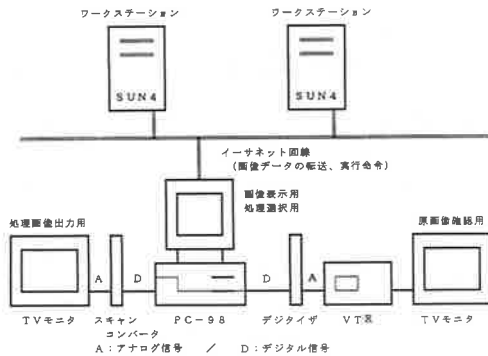 ワークステーション
ワークステーション
SUN4
SUN4
イーサネット回線
(画像データの転送、実行命令)
画像表示用
処理選択用
処理画像出力用
原画像確認用
A
D
D
A
TVモニタ
スキャン
コンバータ
PC-98
デジタイザ
TVモニタ
A:アナログ信号 / D:デジタル信号